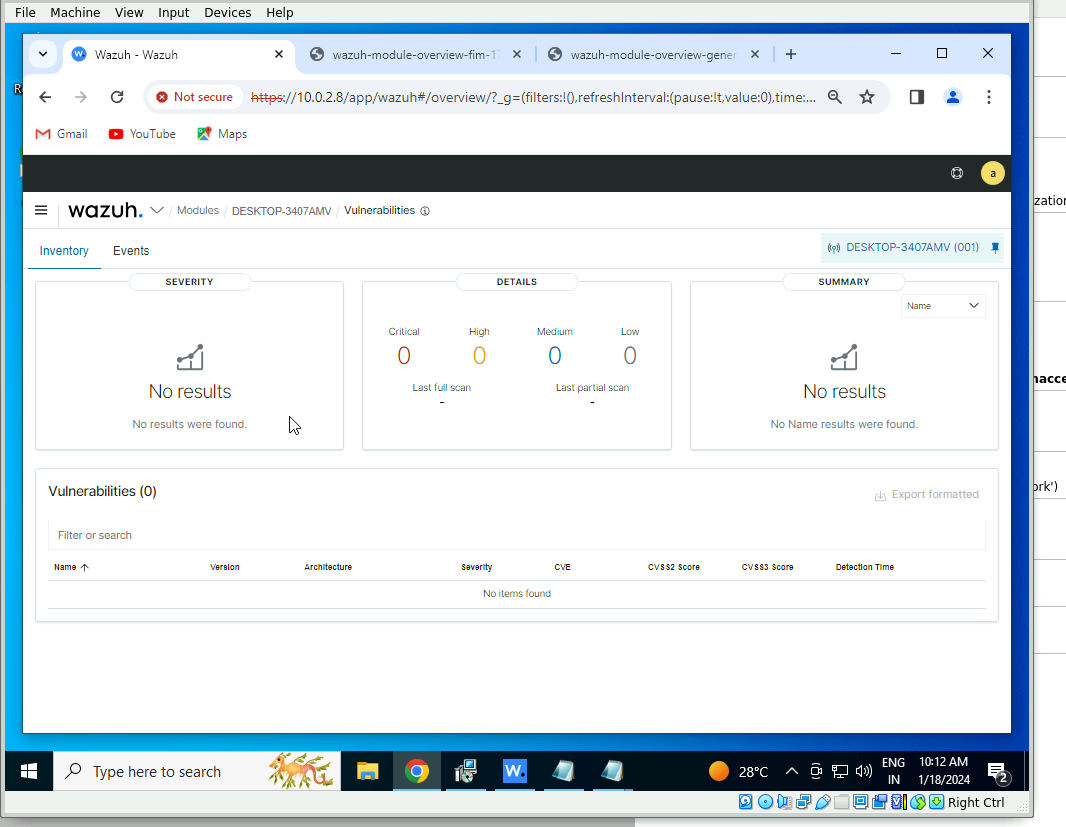 File Machine View Input Devices Help
Wazuh - Wazuh
wazuh-module-overview-fim-1
wazuh-module-overview-gener
Not secure https://10.0.2.8/app/wazuh#/overview/?_g=(filters:!(),refreshInterval:(pause:!t,value:0),time:...
Gmail YouTube Maps
a
wazuh. / Modules / DESKTOP-3407AMV / Vulnerabilities
Inventory Events DESKTOP-3407AMV (001)
SEVERITY
No results
No results were found.
DETAILS
Critical High Medium Low
0 0 0 0
Last full scan Last partial scan
- -
SUMMARY
Name
No results
No Name results were found.
Vulnerabilities (0)
Export formatted
Filter or search
Name Version Architecture Severity CVE CVSS2 Score CVSS3 Score Detection Time
No items found
Type here to search
W.
28°C
ENG
IN
10:12 AM
1/18/2024
2
Right Ctrl
zation
nacce
ork')